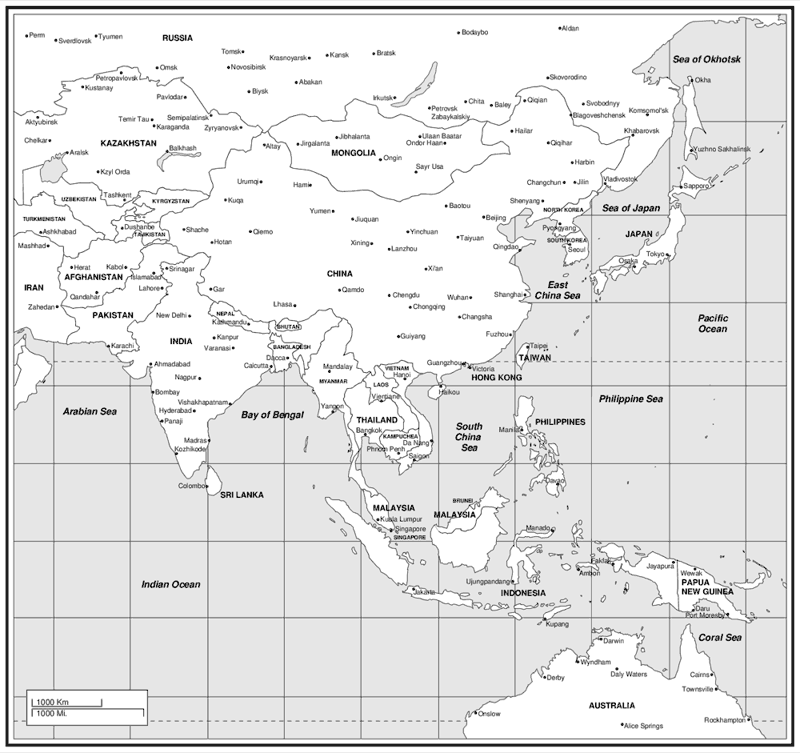 Perm
Sverdlovsk
Tyumen
RUSSIA
Bodaybo
Aldan
Tomsk
Krasnoyarsk
Kansk
Bratsk
Sea of Okhotsk
Omsk
Novosibirsk
Petropavlovsk
Kustanay
Abakan
Skovorodino
Okha
Biysk
Pavlodar
Irkutsk
Chita
Baley
Qiqian
Svobodnyy
Petrovsk
Zabaykalskiy
Blagoveshchensk
Komsomol'sk
Aktyubinsk
Temir Tau
Semipalatinsk
Karaganda
Zyryanovsk
Hailar
Khabarovsk
Chelkar
KAZAKHSTAN
Altay
Jirgalanta
Jibhalanta
Ulaan Baatar
Ondor Haan
Qiqihar
Aralsk
Balkhash
MONGOLIA
Ongin
Yuzhno Sakhalinsk
Harbin
Kzyl Orda
Sayr Usa
Urumqi
Hami
Changchun
Jilin
Vladivostok
Sapporo
UZBEKISTAN
Tashkent
KYRGYZSTAN
Kuqa
Yumen
Jiuquan
Baotou
Shenyang
NORTH KOREA
Sea of Japan
TURKMENISTAN
Beijing
Ashkhabad
Dushanbe
TAJIKISTAN
Shache
Qiemo
Yinchuan
Taiyuan
Pyongyang
SOUTH KOREA
Seoul
JAPAN
Mashhad
Hotan
Xining
Lanzhou
Qingdao
Tokyo
Osaka
Herat
Kabol
AFGHANISTAN
Islamabad
Srinagar
CHINA
Xi'an
IRAN
Qandahar
Lahore
Gar
Qamdo
Chengdu
Wuhan
Shanghai
East
China Sea
Zahedan
PAKISTAN
New Delhi
NEPAL
Kathmandu
Lhasa
Chongqing
Changsha
Pacific
Ocean
BHUTAN
Karachi
INDIA
Kanpur
Varanasi
BANGLADESH
Dacca
Guiyang
Fuzhou
Taipei
TAIWAN
Ahmadabad
Calcutta
Mandalay
VIETNAM
Hanoi
Guangzhou
Victoria
HONG KONG
Nagpur
MYANMAR
LAOS
Haikou
Bombay
Vientiane
Arabian Sea
Vishakhapatnam
Hyderabad
Bay of Bengal
Yangon
Philippine Sea
Panaji
THAILAND
Bangkok
KAMPUCHEA
Da Nang
South
China
Sea
Manila
PHILIPPINES
Madras
Kozhikode
Phnom Penh
Saigon
Colombo
SRI LANKA
Davao
BRUNEI
MALAYSIA
MALAYSIA
Kuala Lumpur
Singapore
SINGAPORE
Manado
Indian Ocean
Ujungpandang
Ambon
Fakfak
Jayapura
Wewak
PAPUA
NEW GUINEA
Jakarta
INDONESIA
Daru
Port Moresby
Kupang
Coral Sea
Darwin
Wyndham
Derby
Daly Waters
Cairns
Townsville
1000 Km
1000 Mi.
Onslow
AUSTRALIA
Alice Springs
Rockhampton